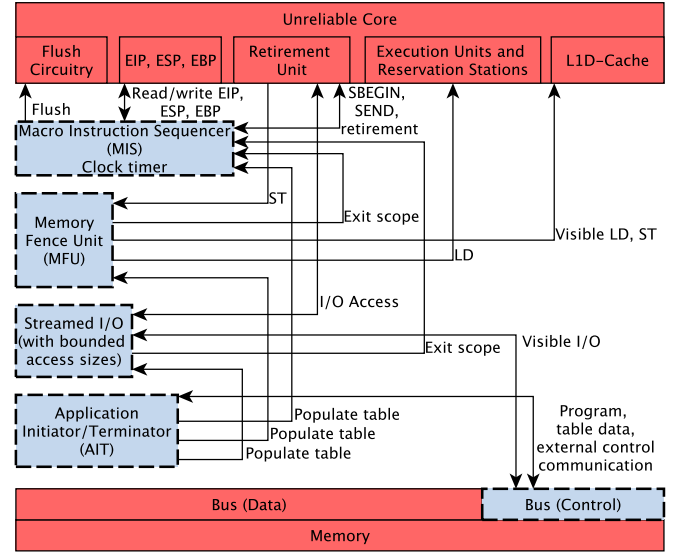 Unreliable Core
Flush
Circuitry
EIP, ESP, EBP
Retirement
Unit
Execution Units and
Reservation Stations
L1D-Cache
Flush
Read/write EIP,
ESP, EBP
SBEGIN,
SEND,
retirement
Macro Instruction Sequencer
(MIS)
Clock timer
ST
Exit scope
Memory
Fence Unit
(MFU)
Visible LD, ST
LD
I/O Access
Streamed I/O
(with bounded
access sizes)
Visible I/O
Exit scope
Application
Initiator/Terminator
(AIT)
Populate table
Populate table
Populate table
Program,
table data,
external control
communication
Bus (Data)
Bus (Control)
Memory